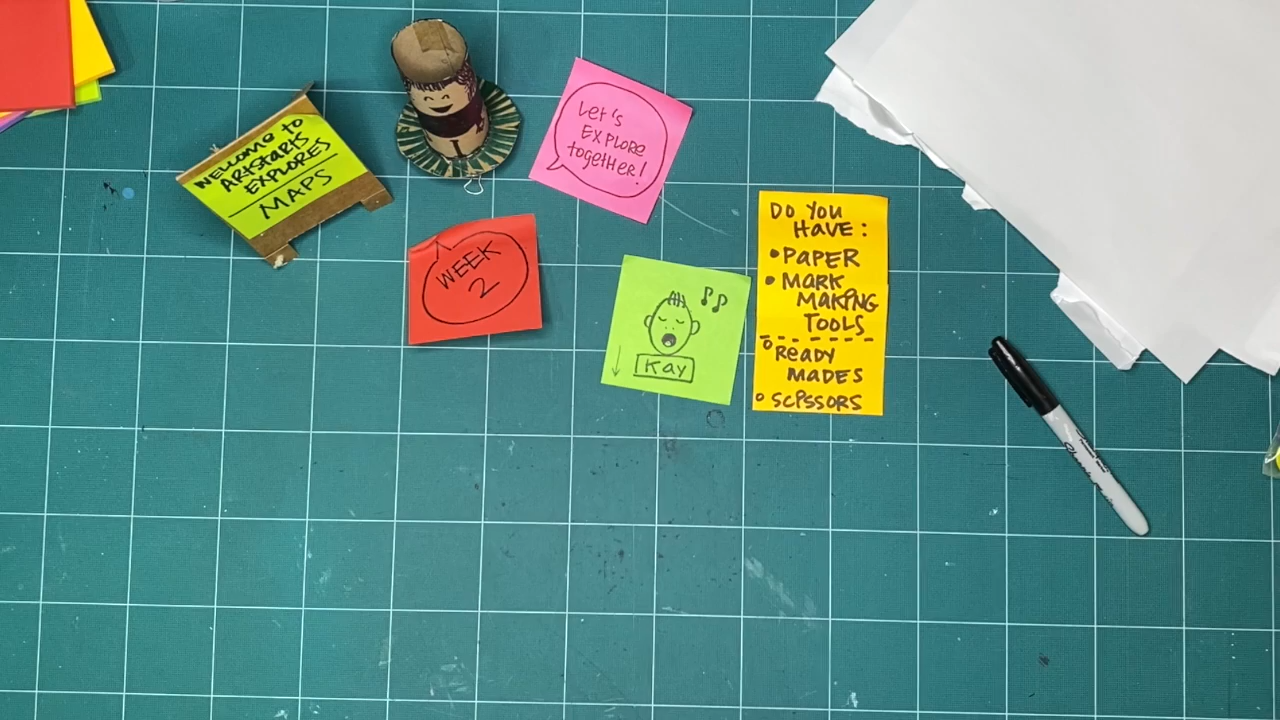 WELCOME to
ARTSTARTS
EXPLORES
MAPS
Let's
EXPLORE
together!
WEEK
2
Kay
DO YOU
HAVE:
• PAPER
• MARK
MAKING
TOOLS
° READY
MADES
° SCISSORS
Sharpie